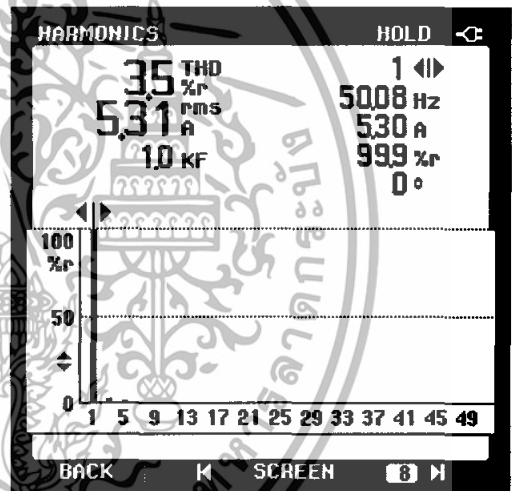 HARMONICS HOLD
3,5 THD %r 1
5,31 rms A 50,08 Hz
1,0 KF 5,30 A
99,9 %r
0 °
100
%r
50
0
1 5 9 13 17 21 25 29 33 37 41 45 49
BACK SCREEN 8